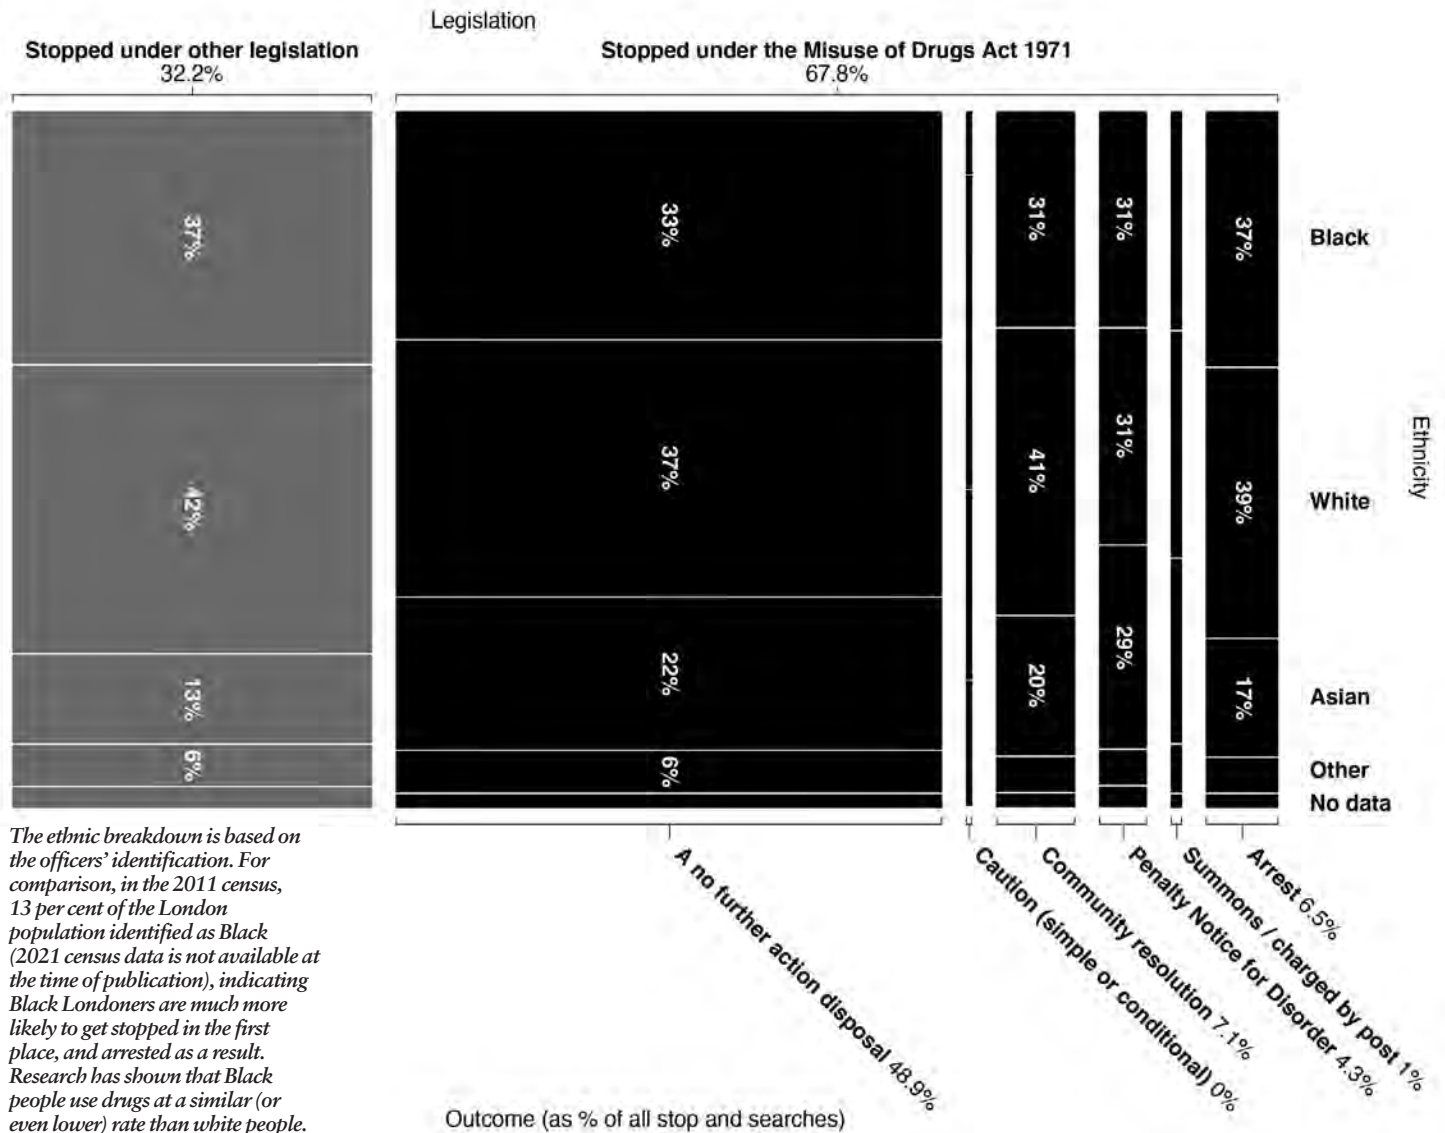 Legislation
Stopped under other legislation
32.2%
Stopped under the Misuse of Drugs Act 1971
67.8%
37%
42%
13%
6%
33%
37%
22%
6%
31%
41%
20%
31%
31%
29%
37%
39%
17%
Black
White
Asian
Other
No data
Ethnicity
A no further action disposal 48.9%
Caution (simple or conditional) 0%
Community resolution 7.1%
Penalty Notice for Disorder 4.3%
Summons / charged by post 1%
Arrest 6.5%
Outcome (as % of all stop and searches)
The ethnic breakdown is based on
the officers' identification. For
comparison, in the 2011 census,
13 per cent of the London
population identified as Black
(2021 census data is not available at
the time of publication), indicating
Black Londoners are much more
likely to get stopped in the first
place, and arrested as a result.
Research has shown that Black
people use drugs at a similar (or
even lower) rate than white people.